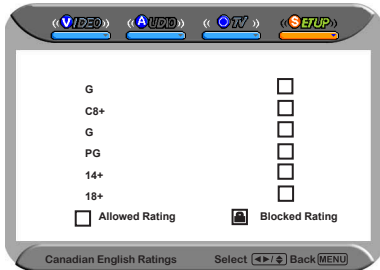 VIDEO AUDIO TV SETUP
G
C8+
G
PG
14+
18+
Allowed Rating Blocked Rating
Canadian English Ratings Select ◄►/▲▼ Back MENU